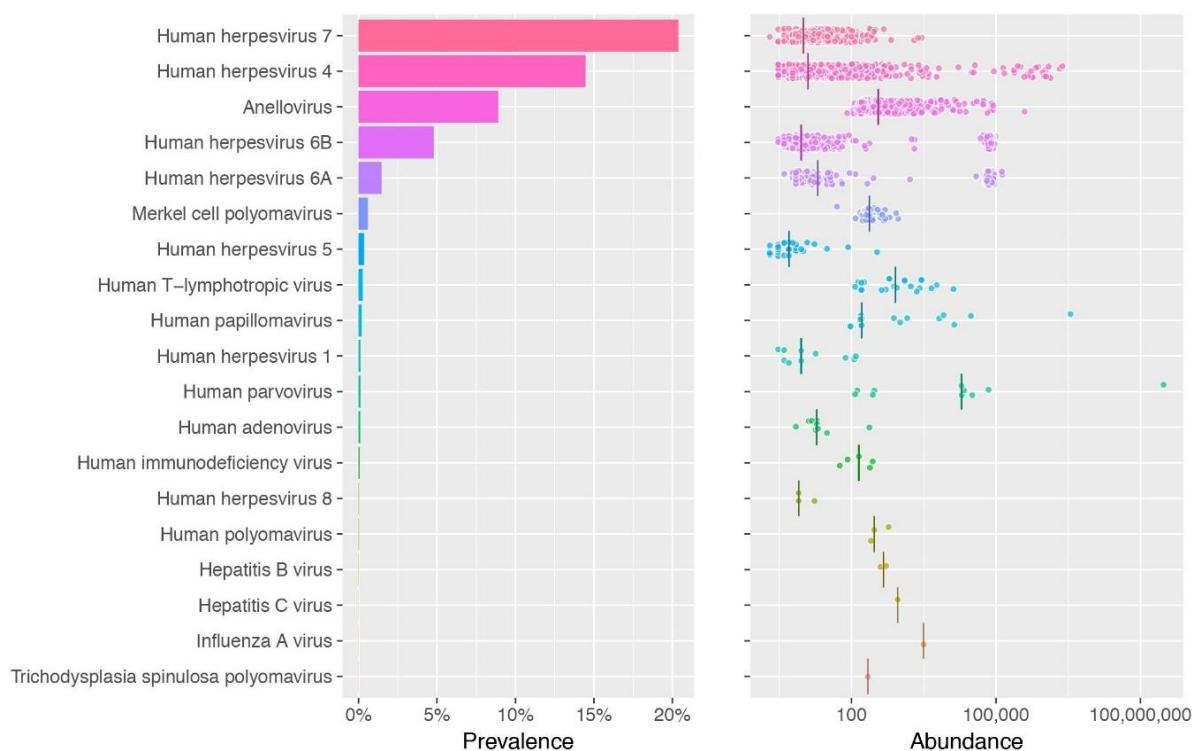 Human herpesvirus 7
Human herpesvirus 4
Anellovirus
Human herpesvirus 6B
Human herpesvirus 6A
Merkel cell polyomavirus
Human herpesvirus 5
Human T−lymphotropic virus
Human papillomavirus
Human herpesvirus 1
Human parvovirus
Human adenovirus
Human immunodeficiency virus
Human herpesvirus 8
Human polyomavirus
Hepatitis B virus
Hepatitis C virus
Influenza A virus
Trichodysplasia spinulosa polyomavirus
0% 5% 10% 15% 20%
Prevalence
100 100,000 100,000,000
Abundance